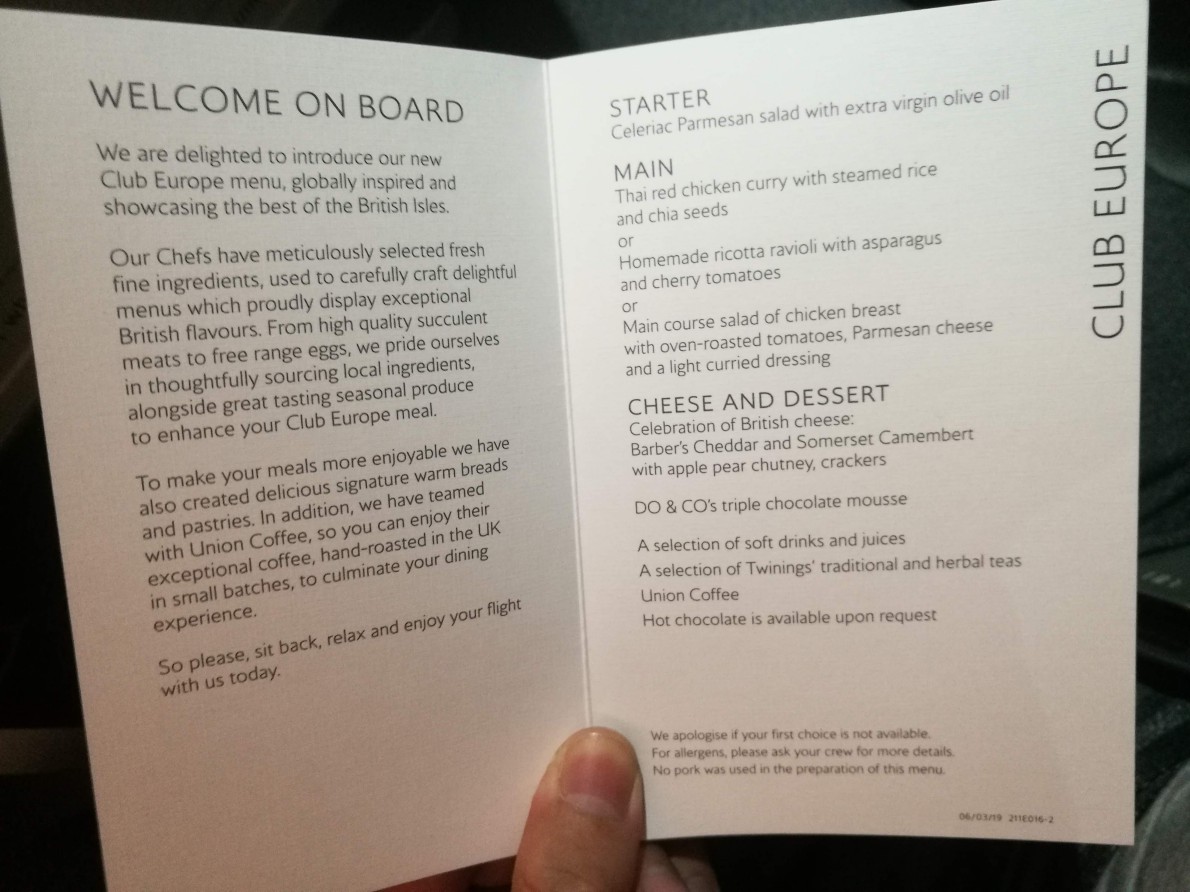 WELCOME ON BOARD
We are delighted to introduce our new
Club Europe menu, globally inspired and
showcasing the best of the British Isles.
Our Chefs have meticulously selected fresh
fine ingredients, used to carefully craft delightful
menus which proudly display exceptional
British flavours. From high quality succulent
meats to free range eggs, we pride ourselves
in thoughtfully sourcing local ingredients,
alongside great tasting seasonal produce
to enhance your Club Europe meal.
To make your meals more enjoyable we have
also created delicious signature warm breads
and pastries. In addition, we have teamed
with Union Coffee, so you can enjoy their
exceptional coffee, hand-roasted in the UK
in small batches, to culminate your dining
experience.
So please, sit back, relax and enjoy your flight
with us today.
STARTER
Celeriac Parmesan salad with extra virgin olive oil
MAIN
Thai red chicken curry with steamed rice
and chia seeds
or
Homemade ricotta ravioli with asparagus
and cherry tomatoes
or
Main course salad of chicken breast
with oven-roasted tomatoes, Parmesan cheese
and a light curried dressing
CHEESE AND DESSERT
Celebration of British cheese:
Barber's Cheddar and Somerset Camembert
with apple pear chutney, crackers
DO & CO's triple chocolate mousse
A selection of soft drinks and juices
A selection of Twinings' traditional and herbal teas
Union Coffee
Hot chocolate is available upon request
We apologise if your first choice is not available.
For allergens, please ask your crew for more details.
No pork was used in the preparation of this menu.
06/03/19 211E016-2
CLUB EUROPE